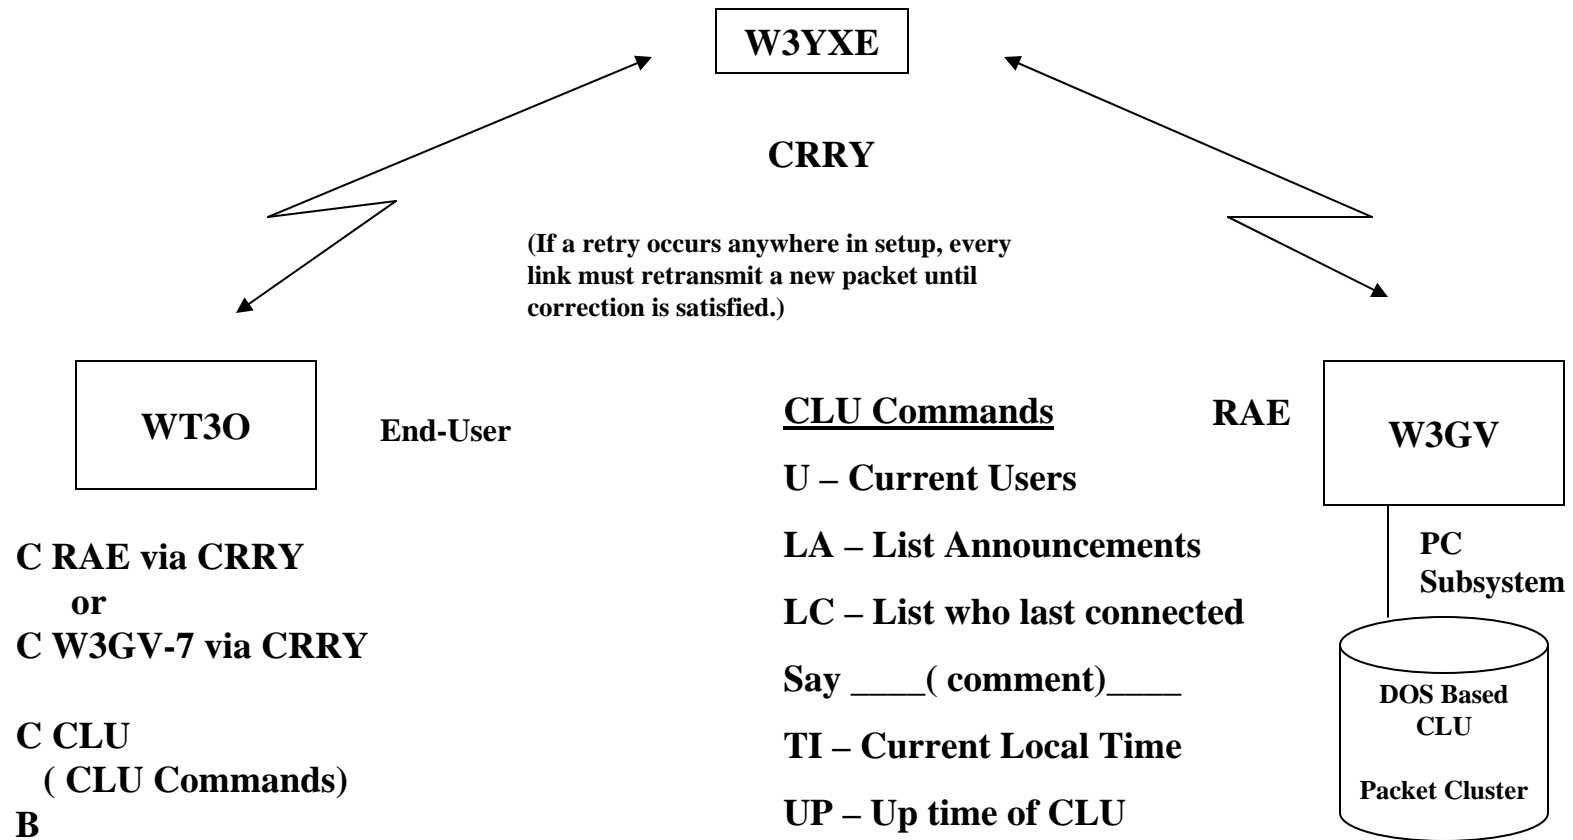 W3YXE
CRRY
(If a retry occurs anywhere in setup, every
link must retransmit a new packet until
correction is satisfied.)
WT3O
End-User
C RAE via CRRY
or
C W3GV-7 via CRRY
C CLU
( CLU Commands)
B
CLU Commands
U – Current Users
LA – List Announcements
LC – List who last connected
Say ____( comment)____
TI – Current Local Time
UP – Up time of CLU
RAE
W3GV
PC
Subsystem
DOS Based
CLU
Packet Cluster